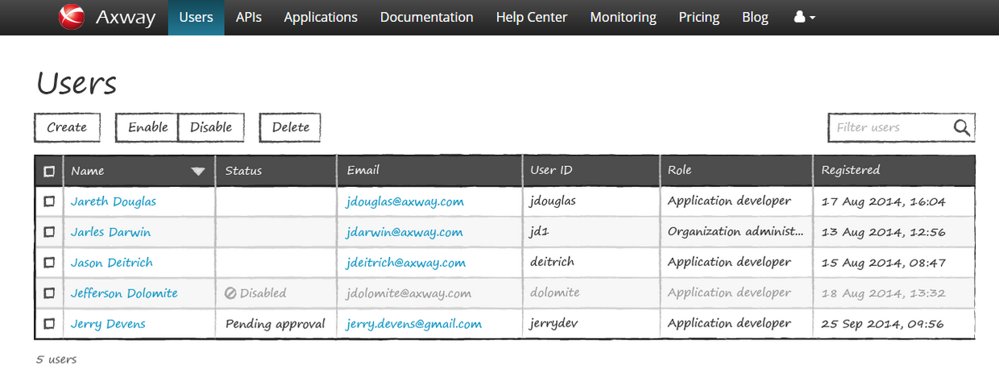 Axway Users APIs Applications Documentation Help Center Monitoring Pricing Blog
Users
Create Enable Disable Delete Filter users
Name Status Email User ID Role Registered
Jareth Douglas jdouglas@axway.com jdouglas Application developer 17 Aug 2014, 16:04
Jarles Darwin jdarwin@axway.com jd1 Organization administ... 13 Aug 2014, 12:56
Jason Deitrich jdeitrich@axway.com deitrich Application developer 15 Aug 2014, 08:47
Jefferson Dolomite Disabled jdolomite@axway.com dolomite Application developer 18 Aug 2014, 13:32
Jerry Devens Pending approval jerry.devens@gmail.com jerrydev Application developer 25 Sep 2014, 09:56
5 users